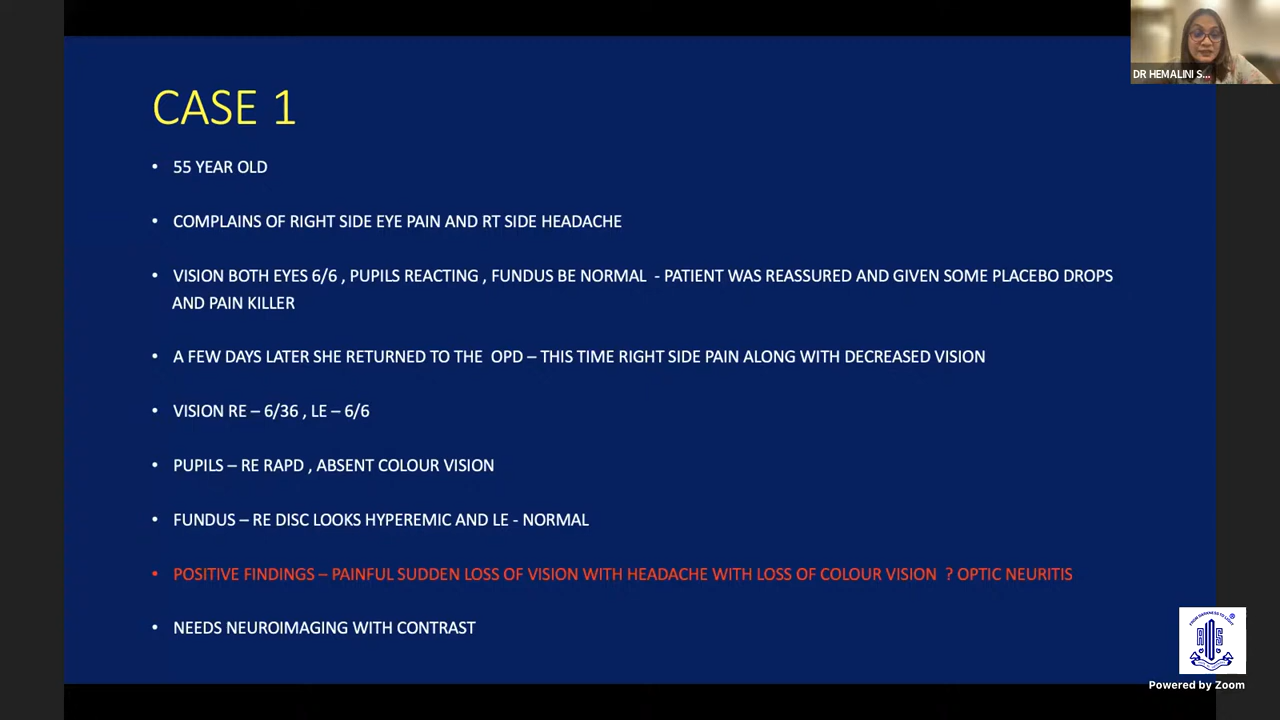 DR HEMALINI S...
CASE 1
• 55 YEAR OLD
• COMPLAINS OF RIGHT SIDE EYE PAIN AND RT SIDE HEADACHE
• VISION BOTH EYES 6/6 , PUPILS REACTING , FUNDUS BE NORMAL - PATIENT WAS REASSURED AND GIVEN SOME PLACEBO DROPS
AND PAIN KILLER
• A FEW DAYS LATER SHE RETURNED TO THE OPD – THIS TIME RIGHT SIDE PAIN ALONG WITH DECREASED VISION
• VISION RE – 6/36 , LE – 6/6
• PUPILS – RE RAPD , ABSENT COLOUR VISION
• FUNDUS – RE DISC LOOKS HYPEREMIC AND LE - NORMAL
• POSITIVE FINDINGS – PAINFUL SUDDEN LOSS OF VISION WITH HEADACHE WITH LOSS OF COLOUR VISION ? OPTIC NEURITIS
• NEEDS NEUROIMAGING WITH CONTRAST
Powered by Zoom